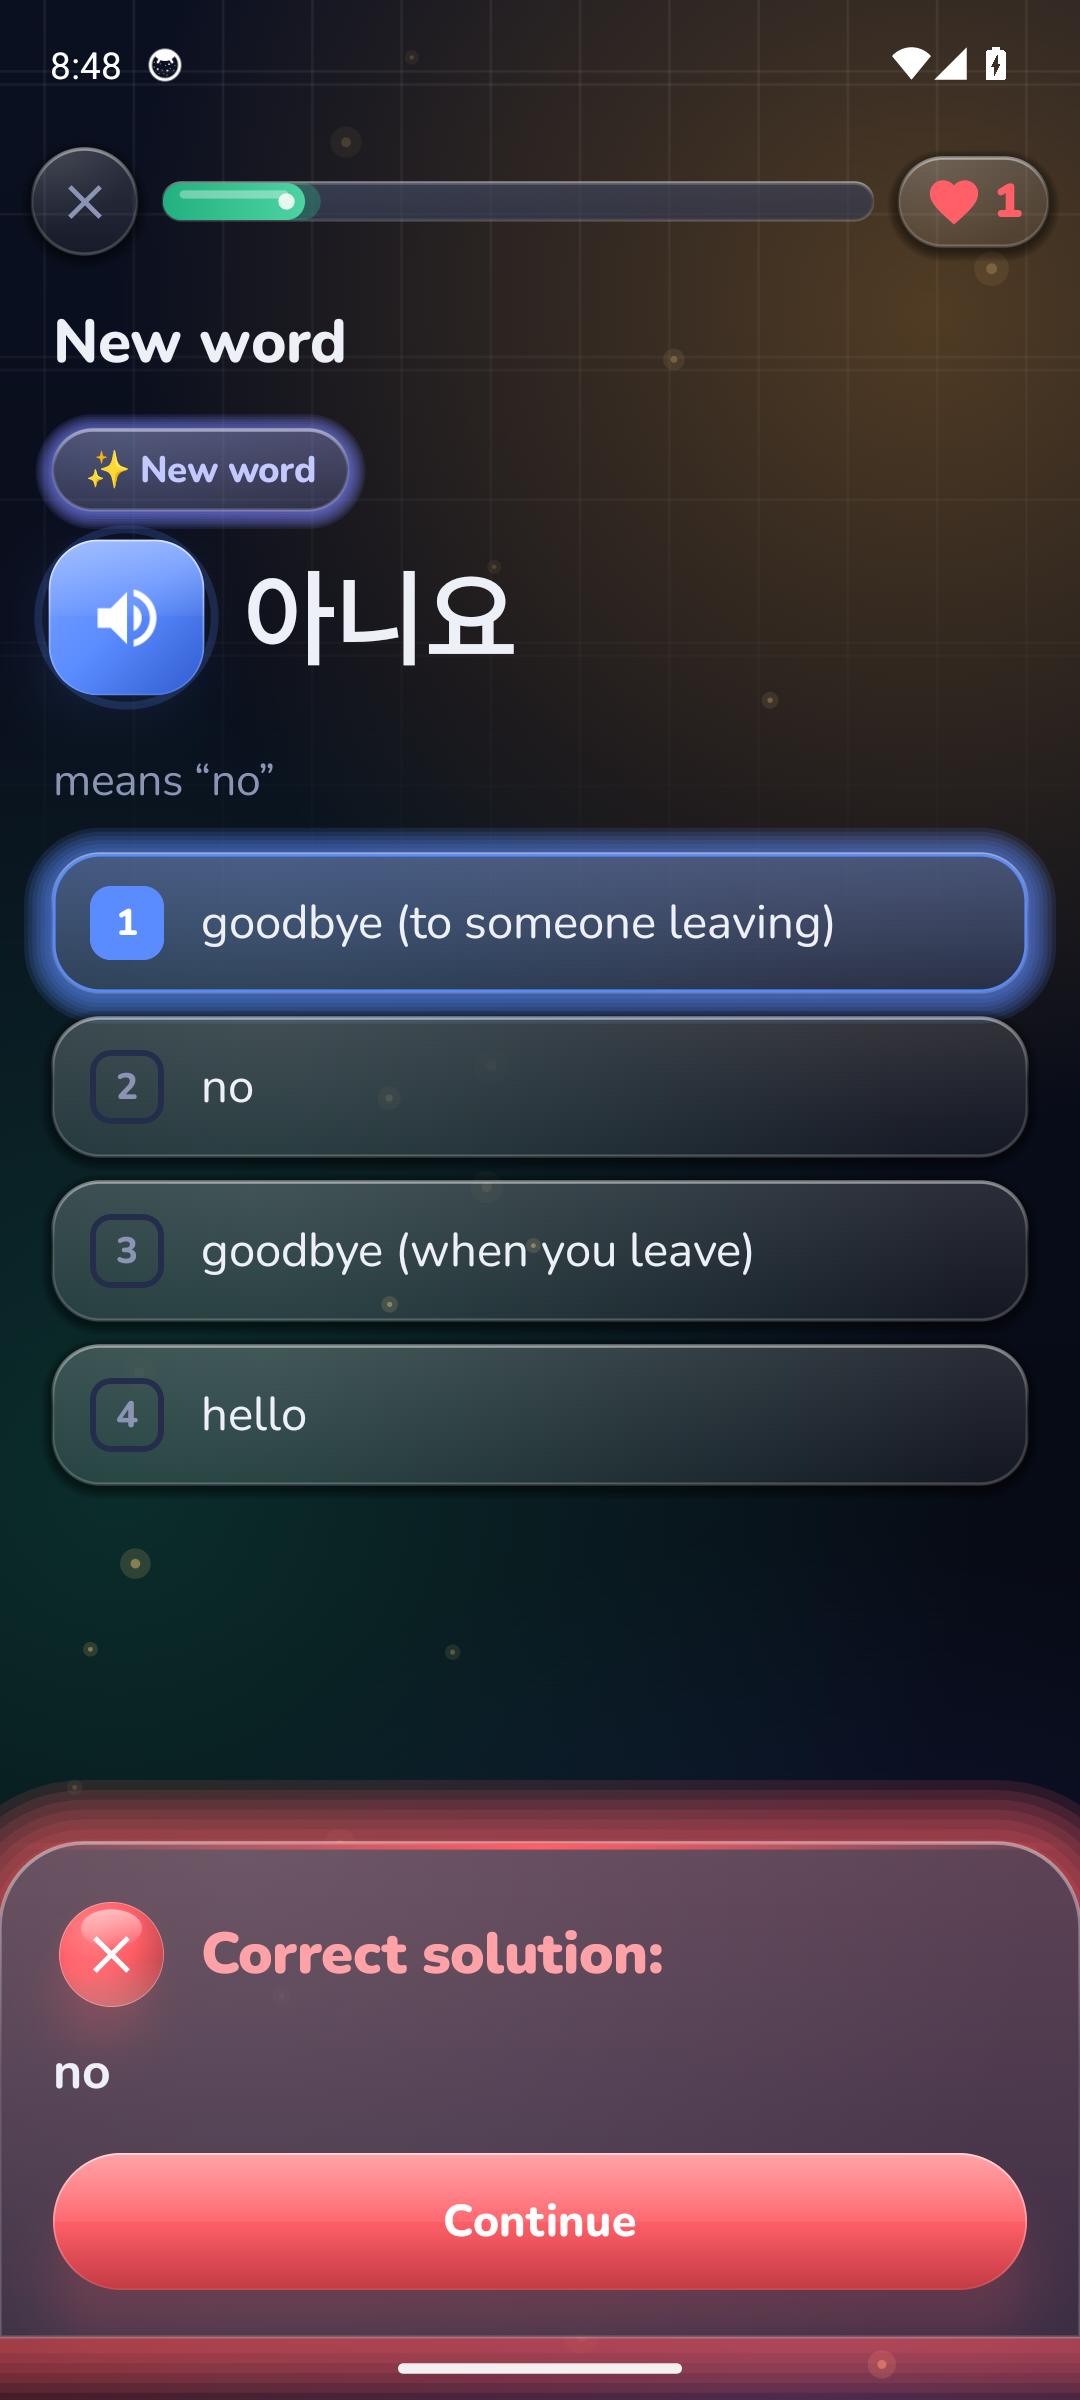 8:48
1
New word
✨ New word
아니요
means “no”
1 goodbye (to someone leaving)
2 no
3 goodbye (when you leave)
4 hello
Correct solution:
no
Continue